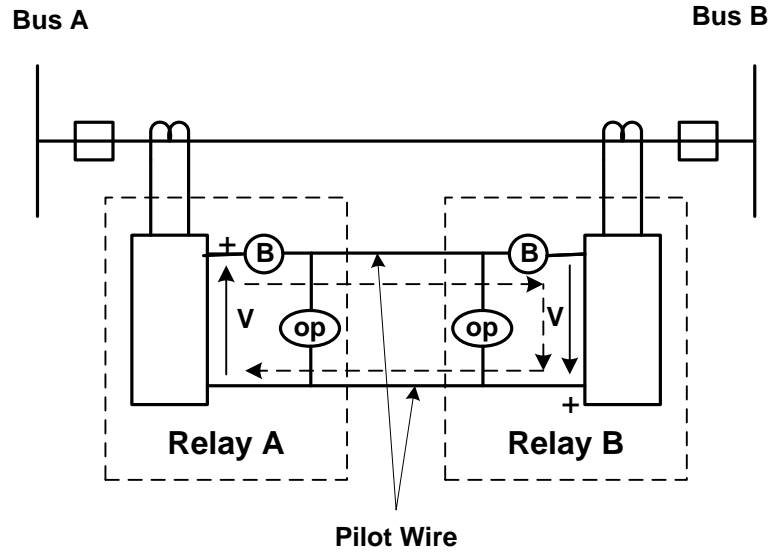 Bus A
Bus B
+
B
B
V
op
op
V
+
Relay A
Relay B
Pilot Wire